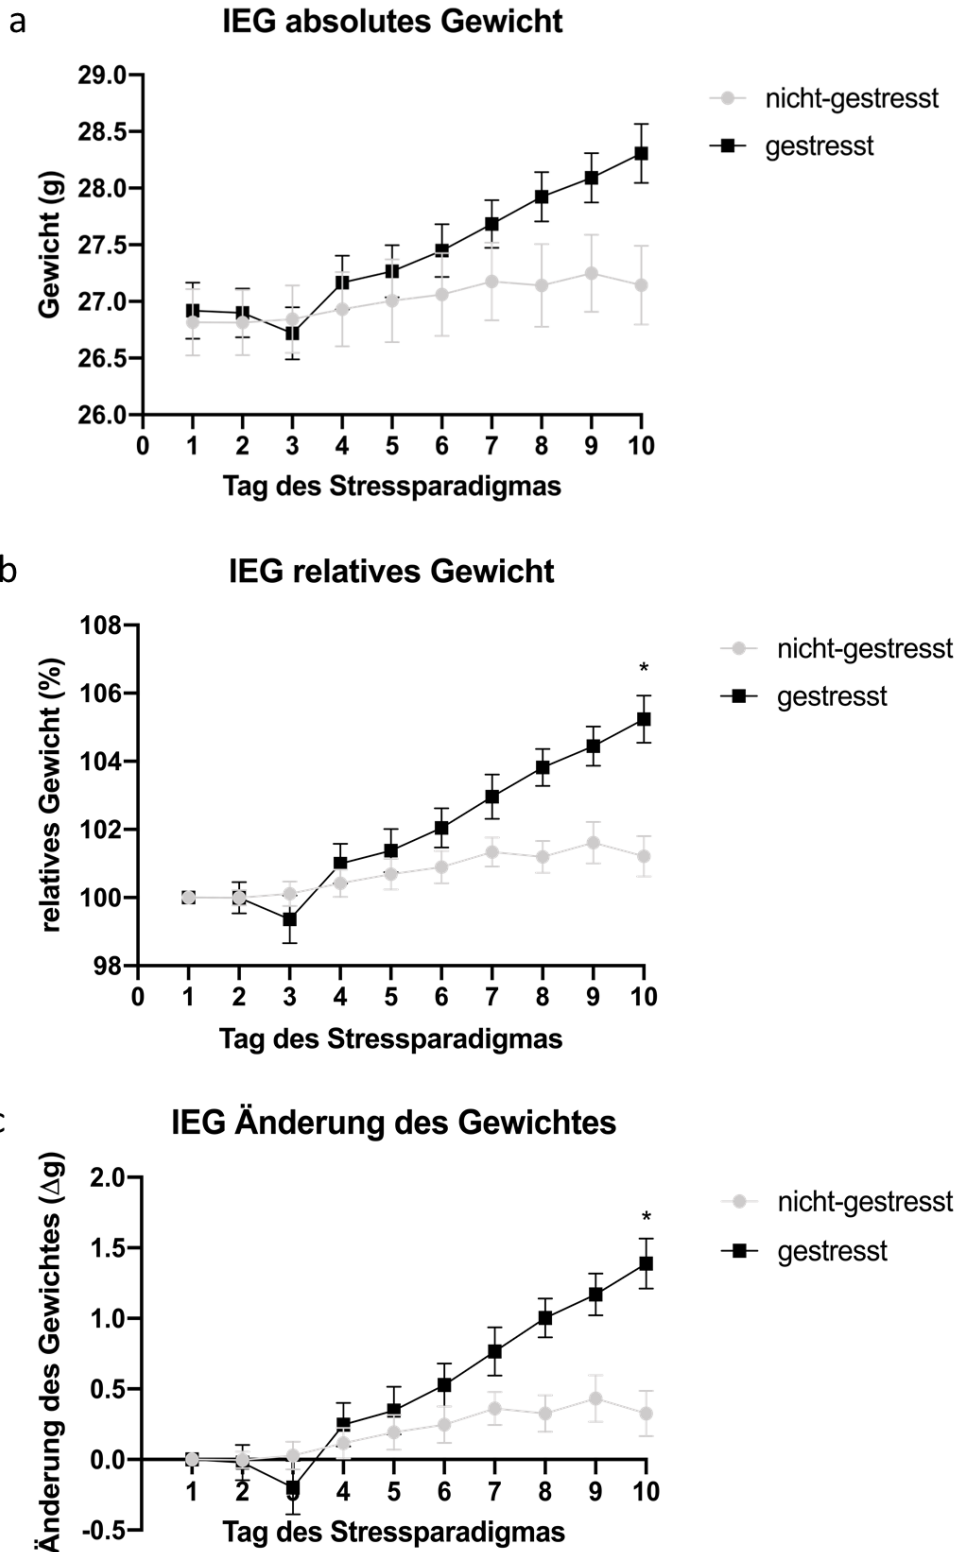 a
IEG absolutes Gewicht
29.0
28.5
28.0
27.5
27.0
26.5
26.0
Gewicht (g)
0 1 2 3 4 5 6 7 8 9 10
Tag des Stressparadigmas
nicht-gestresst
gestresst
b
IEG relatives Gewicht
108
106
104
102
100
98
relatives Gewicht (%)
*
0 1 2 3 4 5 6 7 8 9 10
Tag des Stressparadigmas
nicht-gestresst
gestresst
c
IEG Änderung des Gewichtes
2.0
1.5
1.0
0.5
0.0
-0.5
Änderung des Gewichtes (Δg)
*
1 2 3 4 5 6 7 8 9 10
Tag des Stressparadigmas
nicht-gestresst
gestresst